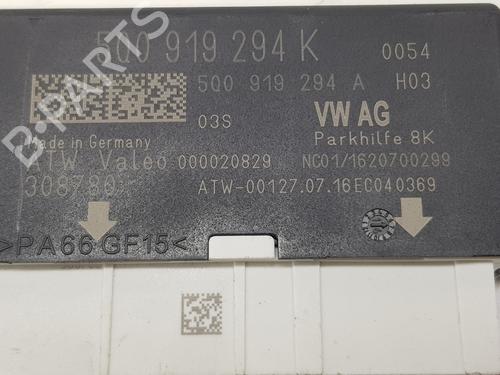 5Q0 919 294 K 0054
5Q0 919 294 A H03
03S VW AG
Made in Germany Parkhilfe 8K
ATW Valeo 000020829 NC01/1620700299
308780 ATW-00127.07.16EC040369
>PA66 GF15<
B-PARTS